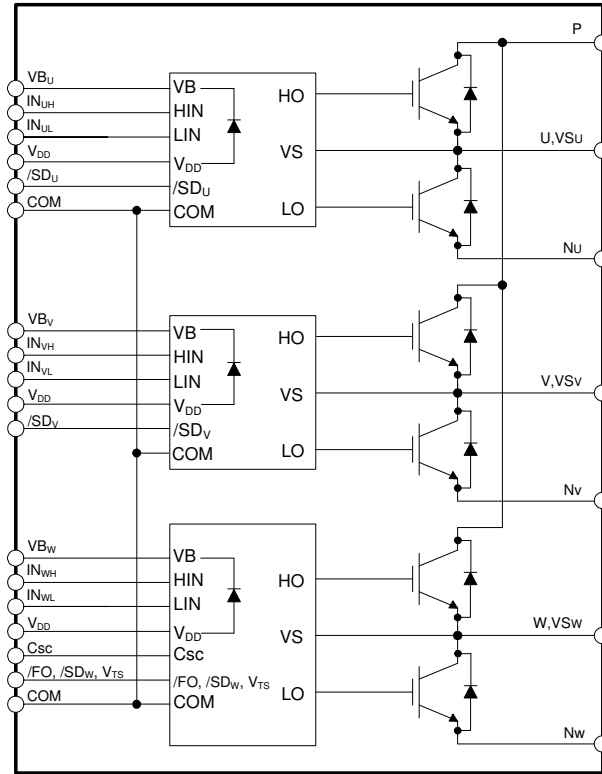 P
VBU
INUH
INUL
VDD
/SDU
COM
VB
HIN
LIN
VDD
/SDU
COM
HO
VS
LO
U,VSU
NU
VBV
INVH
INVL
VDD
/SDV
VB
HIN
LIN
VDD
/SDV
COM
HO
VS
LO
V,VSV
NV
VBW
INWH
INWL
VDD
Csc
/FO, /SDW, VTS
COM
VB
HIN
LIN
VDD
Csc
/FO, /SDW, VTS
COM
HO
VS
LO
W,VSW
NW